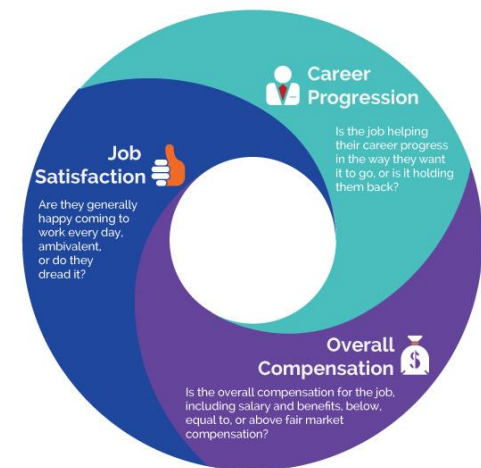 Career
Progression
Is the job helping
their career progress
in the way they want
it to go, or is it holding
them back?
Job
Satisfaction
Are they generally
happy coming to
work every day,
ambivalent,
or do they
dread it?
Overall
Compensation
$
Is the overall compensation for the job,
including salary and benefits, below,
equal to, or above fair market
compensation?